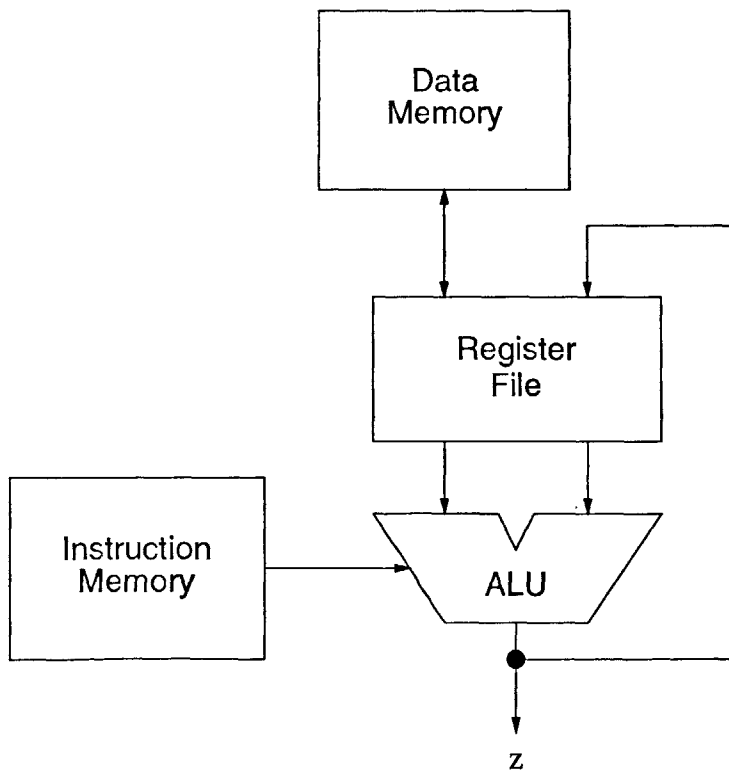 Data
Memory
Register
File
Instruction
Memory
ALU
z